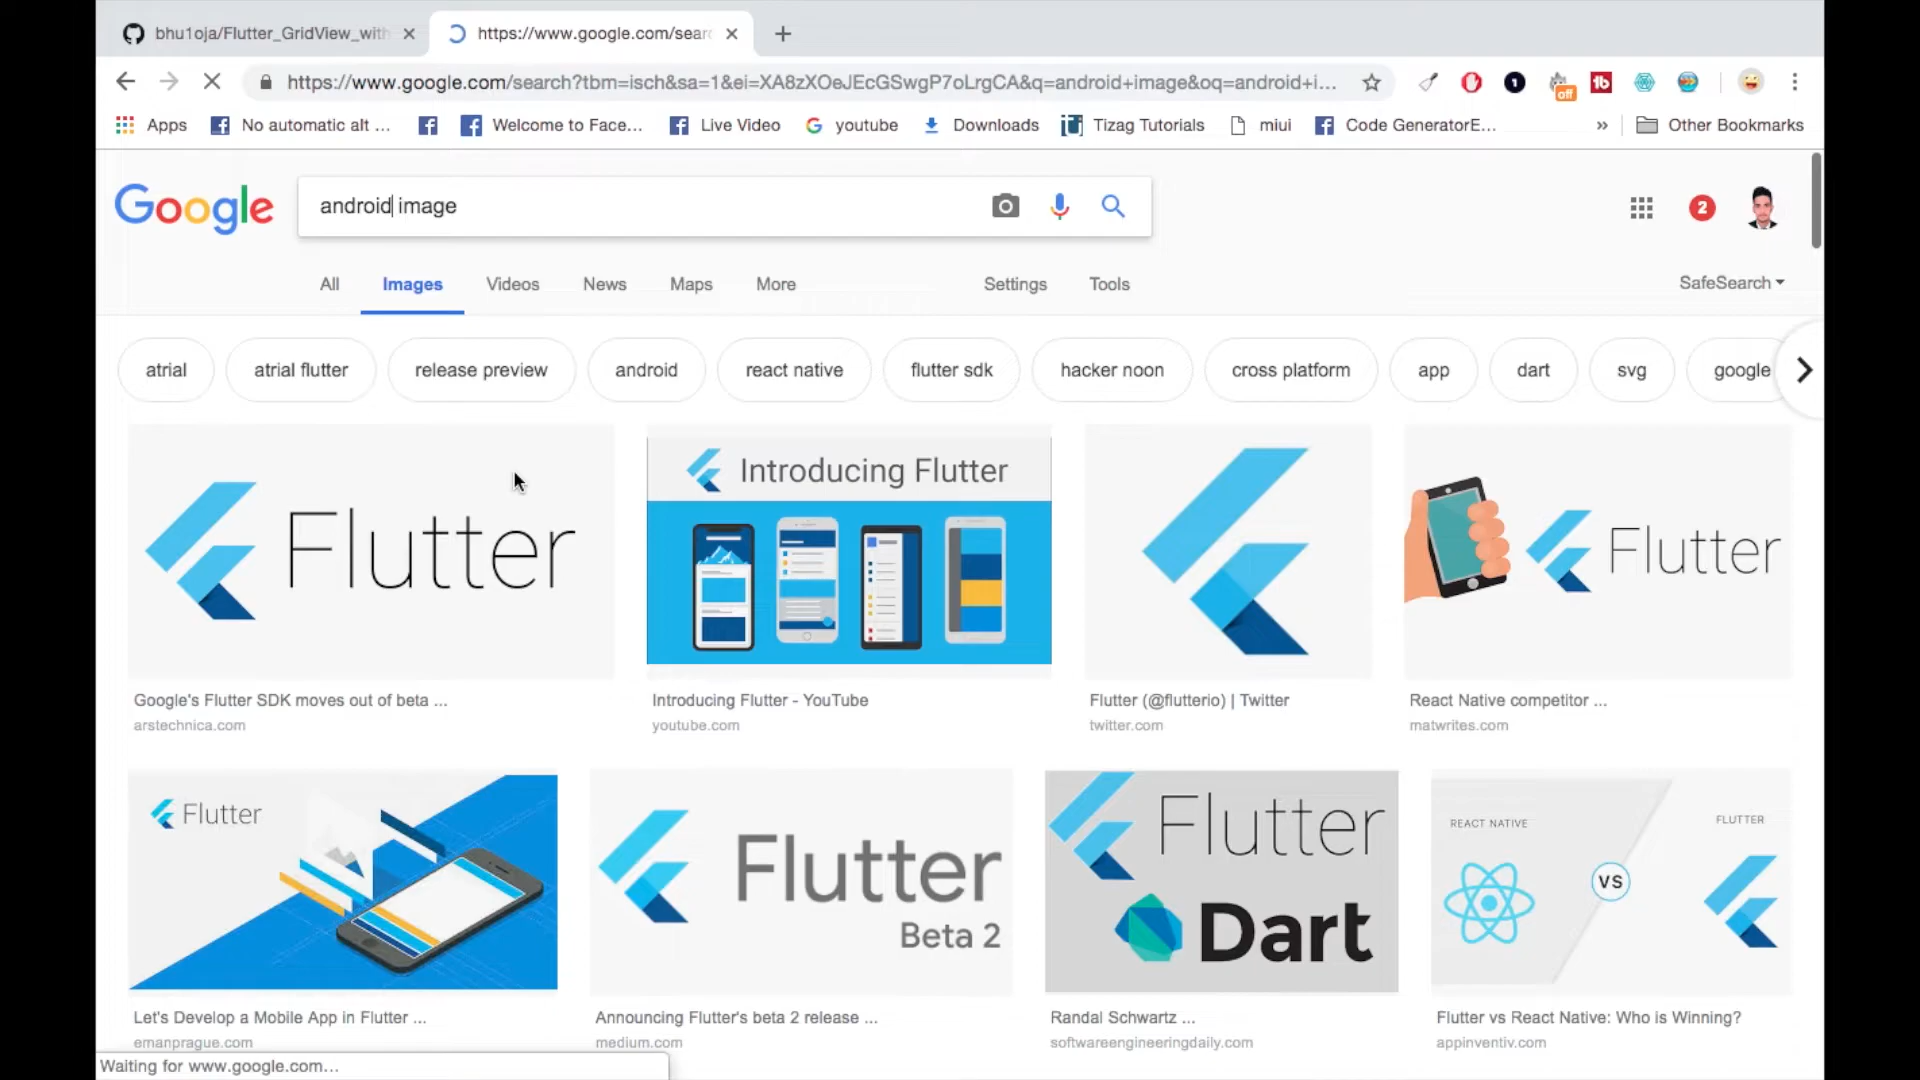 bhu1oja/Flutter_GridView_with
https://www.google.com/sear
https://www.google.com/search?tbm=isch&sa=1&ei=XA8zXOeJEcGSwgP7oLrgCA&q=android+image&oq=android+i...
1
off
tb
Apps
No automatic alt ...
Welcome to Face...
Live Video
youtube
Downloads
Tizag Tutorials
miui
Code GeneratorE...
»
Other Bookmarks
Google
android image
2
All
Images
Videos
News
Maps
More
Settings
Tools
SafeSearch
atrial
atrial flutter
release preview
android
react native
flutter sdk
hacker noon
cross platform
app
dart
svg
google
Flutter
Introducing Flutter
Flutter
Google's Flutter SDK moves out of beta ...
arstechnica.com
Introducing Flutter - YouTube
youtube.com
Flutter (@flutterio) | Twitter
twitter.com
React Native competitor ...
matwrites.com
Flutter
Flutter
Beta 2
Flutter
Dart
REACT NATIVE
VS
FLUTTER
Let's Develop a Mobile App in Flutter ...
emanprague.com
Announcing Flutter's beta 2 release ...
medium.com
Randal Schwartz ...
softwareengineeringdaily.com
Flutter vs React Native: Who is Winning?
appinventiv.com
Waiting for www.google.com...